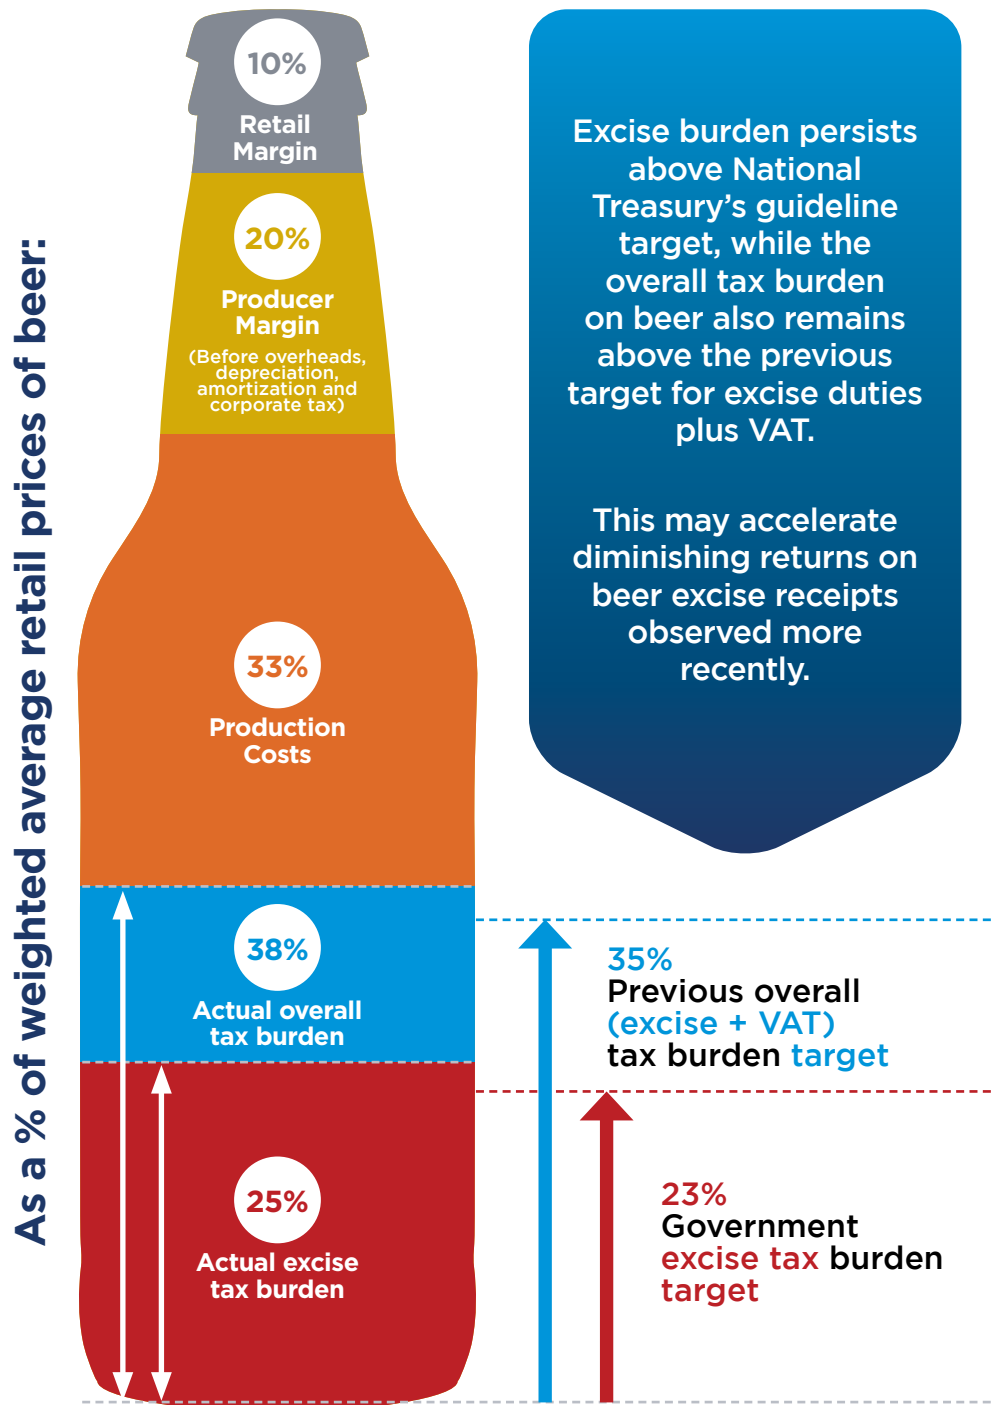 As a % of weighted average retail prices of beer:
10%
Retail
Margin
20%
Producer
Margin
(Before overheads,
depreciation,
amortization and
corporate tax)
33%
Production
Costs
38%
Actual overall
tax burden
25%
Actual excise
tax burden
Excise burden persists
above National
Treasury’s guideline
target, while the
overall tax burden
on beer also remains
above the previous
target for excise duties
plus VAT.
This may accelerate
diminishing returns on
beer excise receipts
observed more
recently.
35%
Previous overall
(excise + VAT)
tax burden target
23%
Government
excise tax burden
target